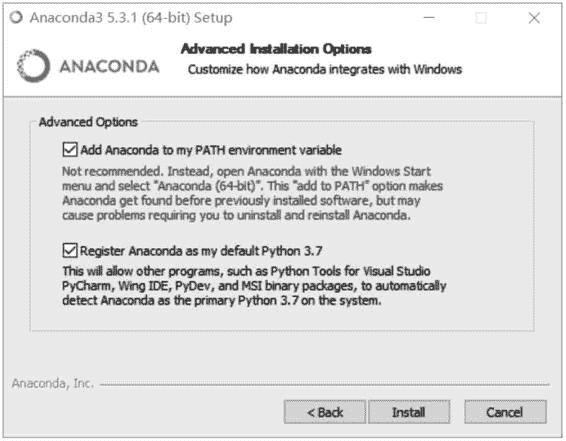 Anaconda3 5.3.1 (64-bit) Setup
ANACONDA
Advanced Installation Options
Customize how Anaconda integrates with Windows
Advanced Options
Add Anaconda to my PATH environment variable
Not recommended. Instead, open Anaconda with the Windows Start
menu and select "Anaconda (64-bit)". This "add to PATH" option makes
Anaconda get found before previously installed software, but may
cause problems requiring you to uninstall and reinstall Anaconda.
Register Anaconda as my default Python 3.7
This will allow other programs, such as Python Tools for Visual Studio
PyCharm, Wing IDE, PyDev, and MSI binary packages, to automatically
detect Anaconda as the primary Python 3.7 on the system.
Anaconda, Inc.
< Back Install Cancel